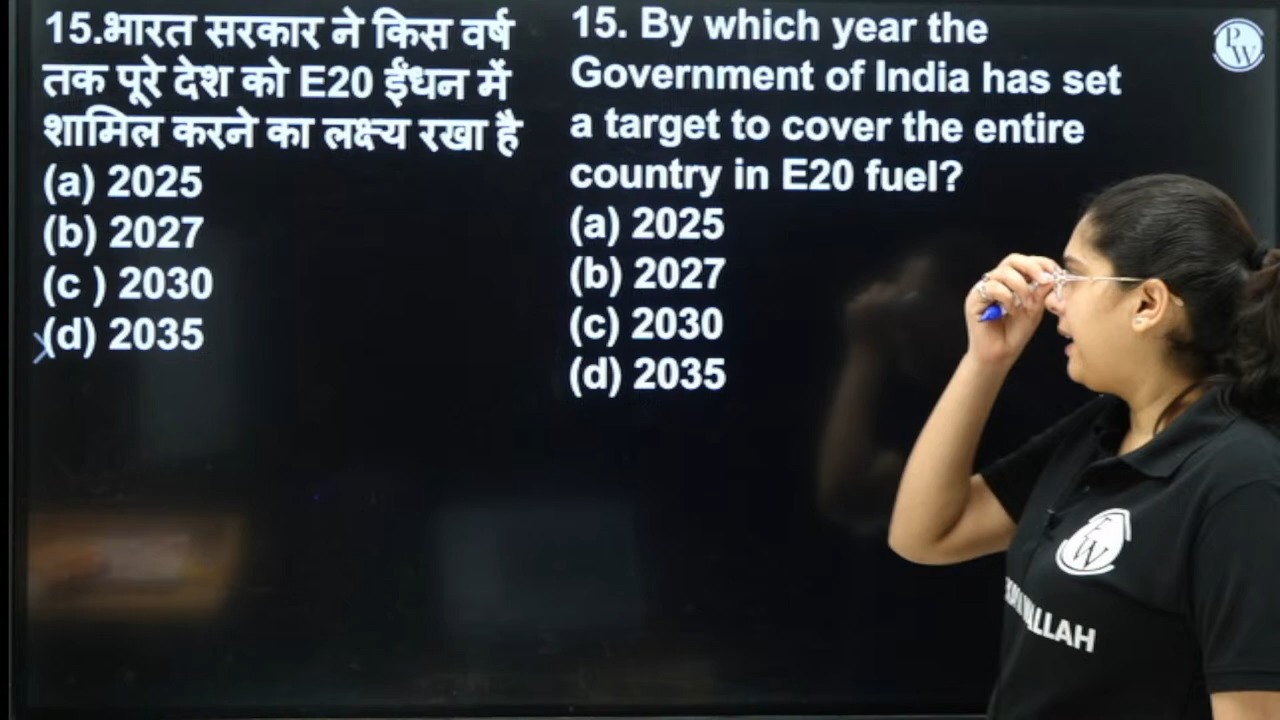 15.भारत सरकार ने किस वर्ष
तक पूरे देश को E20 ईंधन में
शामिल करने का लक्ष्य रखा है
(a) 2025
(b) 2027
(c ) 2030
(d) 2035
15. By which year the
Government of India has set
a target to cover the entire
country in E20 fuel?
(a) 2025
(b) 2027
(c) 2030
(d) 2035
PW
PW
WALLAH